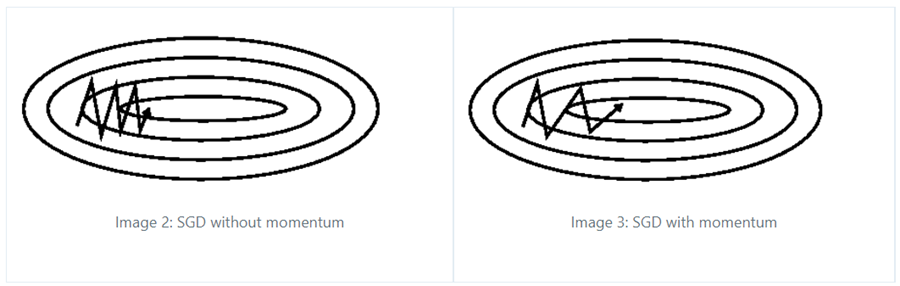 Image 2: SGD without momentum
Image 3: SGD with momentum